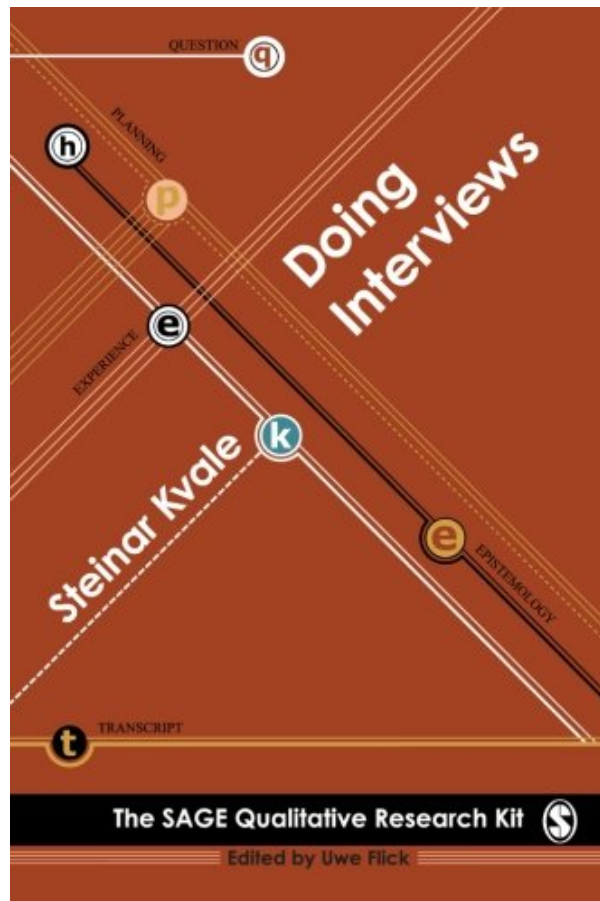 QUESTION q
h
PLANNING
p
Doing
Interviews
e
EXPERIENCE
k
Steinar Kvale
e
EPISTEMOLOGY
t TRANSCRIPT
The SAGE Qualitative Research Kit S
Edited by Uwe Flick